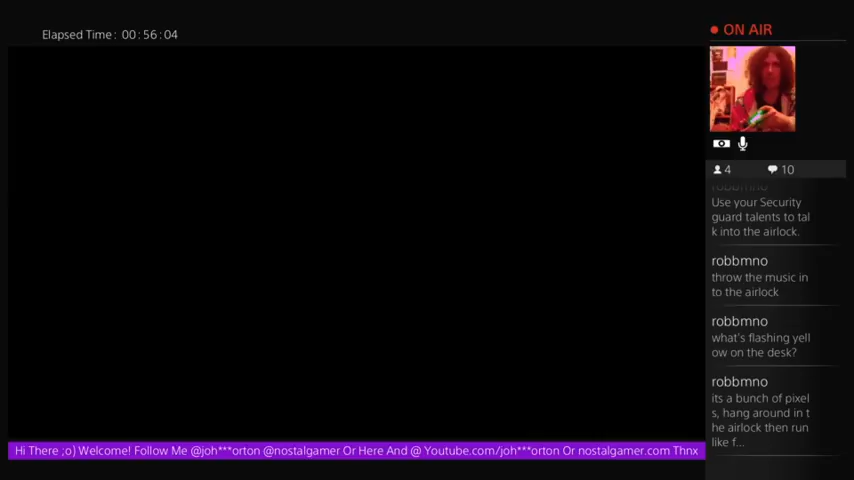 Elapsed Time: 00:56:04
ON AIR
4
10
robbmno
Use your Security
guard talents to tal
k into the airlock.
robbmno
throw the music in
to the airlock
robbmno
what's flashing yell
ow on the desk?
robbmno
its a bunch of pixel
s, hang around in t
he airlock then run
like f...
Hi There ;o) Welcome! Follow Me @joh***orton @nostalgamer Or Here And @ Youtube.com/joh***orton Or nostalgamer.com Thnx